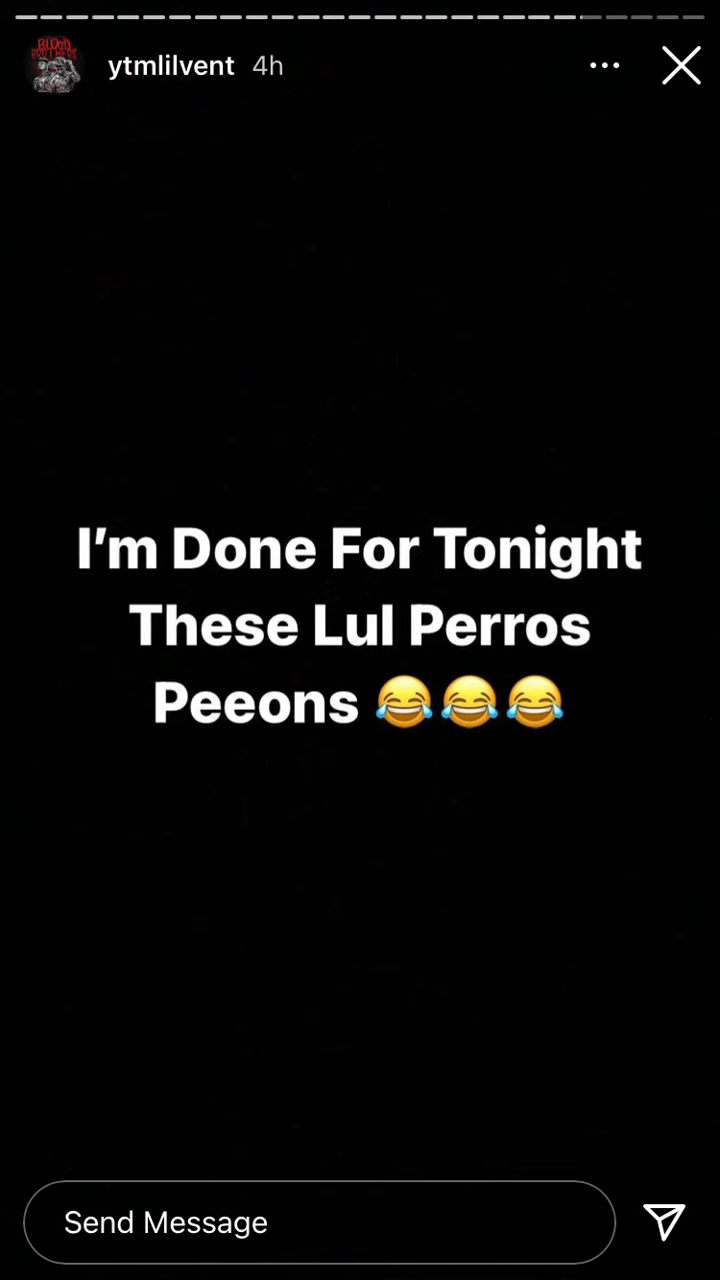 ytmlilvent 4h
I’m Done For Tonight
These Lul Perros
Peeons 😂😂😂
Send Message